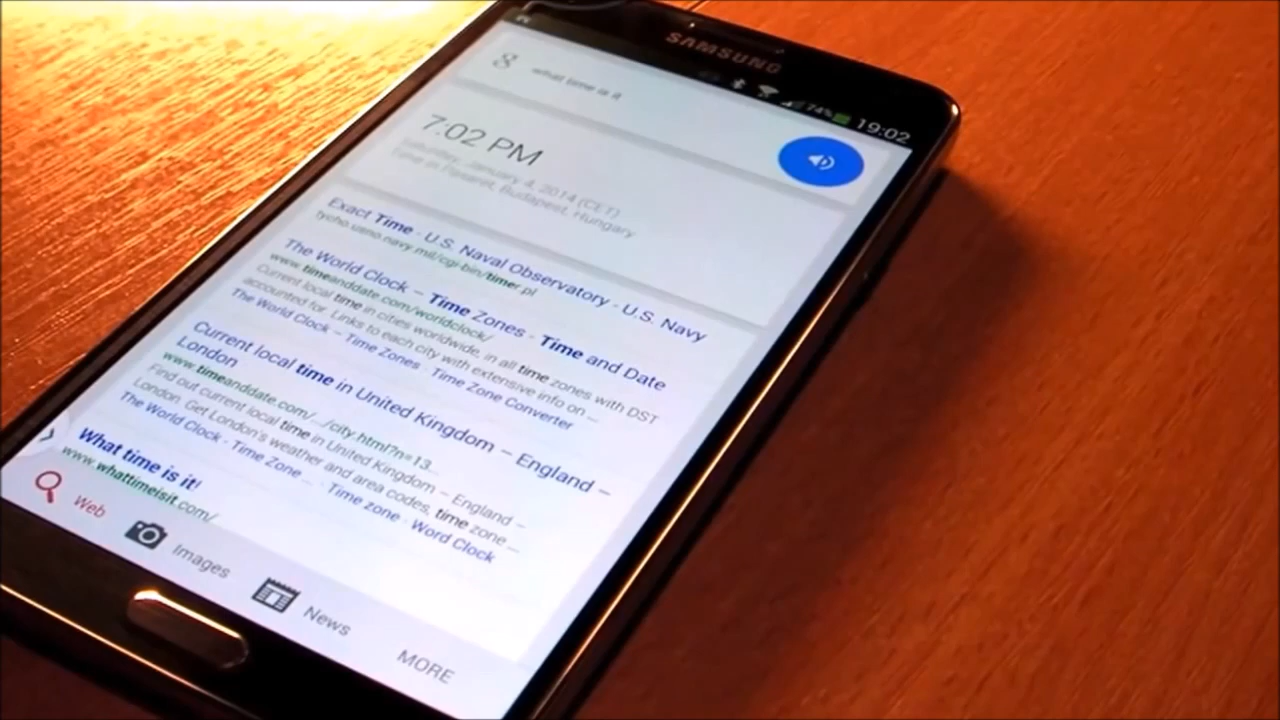 SAMSUNG
74% 19:02
g what time is it
7:02 PM
Saturday, January 4, 2014 (CET)
Time in Budapest, Hungary
Exact Time - U.S. Naval Observatory - U.S. Navy
tycho.usno.navy.mil/cgi-bin/timer.pl
The World Clock – Time Zones - Time and Date
www.timeanddate.com/worldclock/
Current local time in cities worldwide, in all time zones with DST
accounted for. Links to each city with extensive info on ...
The World Clock – Time Zones - Time Zone Converter
Current local time in United Kingdom – England –
London
www.timeanddate.com/.../city.html?n=13...
Find out current local time in United Kingdom – England –
London. Get London's weather and area codes, time zone ...
The World Clock - Time Zone ... - Time zone - Word Clock
What time is it!
www.whattimeisit.com/
Web
Images
News
MORE